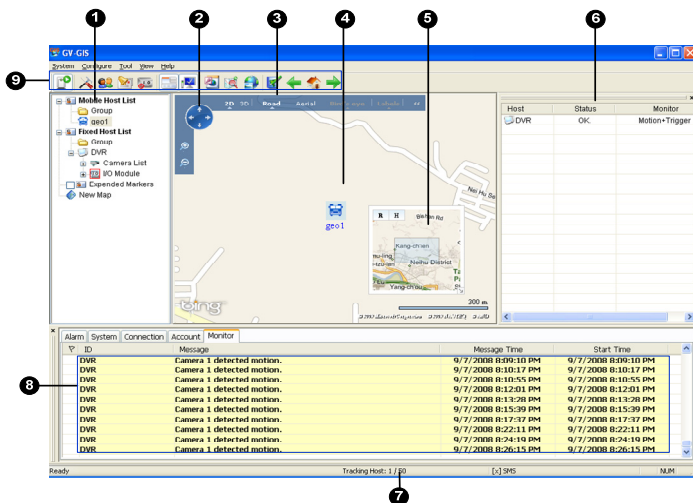 1
2
3
4
5
6
GV-GIS
System Configure Tool View Help
9
Mobile Host List
Group
geo1
Fixed Host List
Group
DVR
Camera List
I/O Module
Expended Markers
New Map
2D 3D Road Aerial Labels
geo1
Nei Hu
R H
Rd
Kang-ch'ien
Neihu District
Yang-ch'ou
300 m
bing
Host Status Monitor
DVR OK. Motion+Trigger
Alarm System Connection Account Monitor
ID Message Message Time Start Time
DVR Camera 1 detected motion. 9/7/2008 8:09:10 PM 9/7/2008 8:09:10 PM
DVR Camera 1 detected motion. 9/7/2008 8:10:17 PM 9/7/2008 8:10:17 PM
DVR Camera 1 detected motion. 9/7/2008 8:10:55 PM 9/7/2008 8:10:55 PM
DVR Camera 1 detected motion. 9/7/2008 8:12:01 PM 9/7/2008 8:12:01 PM
DVR Camera 1 detected motion. 9/7/2008 8:13:28 PM 9/7/2008 8:13:28 PM
DVR Camera 1 detected motion. 9/7/2008 8:15:39 PM 9/7/2008 8:15:39 PM
DVR Camera 1 detected motion. 9/7/2008 8:17:37 PM 9/7/2008 8:17:37 PM
DVR Camera 1 detected motion. 9/7/2008 8:22:11 PM 9/7/2008 8:22:11 PM
DVR Camera 1 detected motion. 9/7/2008 8:24:19 PM 9/7/2008 8:24:19 PM
DVR Camera 1 detected motion. 9/7/2008 8:26:15 PM 9/7/2008 8:26:15 PM
8
Ready Tracking Host: 1 / 50 [x] SMS NUM
7